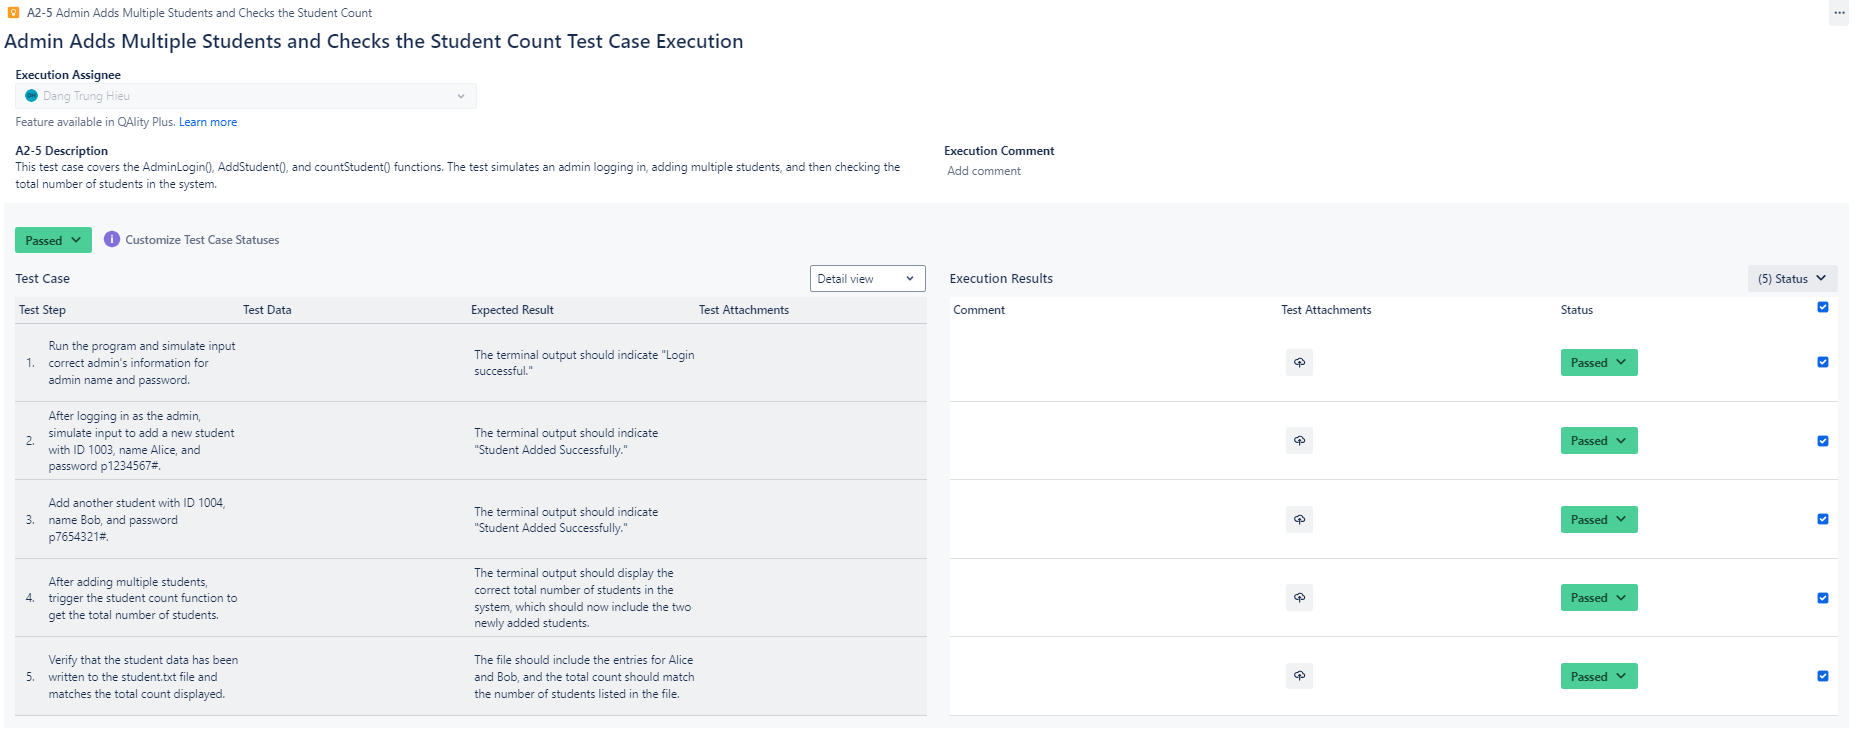 A2-5 Admin Adds Multiple Students and Checks the Student Count
Admin Adds Multiple Students and Checks the Student Count Test Case Execution
Execution Assignee
DH Dang Trung Hieu
Feature available in QAlity Plus. Learn more
A2-5 Description
This test case covers the AdminLogin(), AddStudent(), and countStudent() functions. The test simulates an admin logging in, adding multiple students, and then checking the
total number of students in the system.
Execution Comment
Add comment
Passed
Customize Test Case Statuses
Test Case
Detail view
Test Step Test Data Expected Result Test Attachments
1.
Run the program and simulate input
correct admin's information for
admin name and password.
The terminal output should indicate "Login
successful."
2.
After logging in as the admin,
simulate input to add a new student
with ID 1003, name Alice, and
password p1234567#.
The terminal output should indicate
"Student Added Successfully."
3.
Add another student with ID 1004,
name Bob, and password
p7654321#.
The terminal output should indicate
"Student Added Successfully."
4.
After adding multiple students,
trigger the student count function to
get the total number of students.
The terminal output should display the
correct total number of students in the
system, which should now include the two
newly added students.
5.
Verify that the student data has been
written to the student.txt file and
matches the total count displayed.
The file should include the entries for Alice
and Bob, and the total count should match
the number of students listed in the file.
Execution Results
(5) Status
Comment Test Attachments Status
Passed
Passed
Passed
Passed
Passed